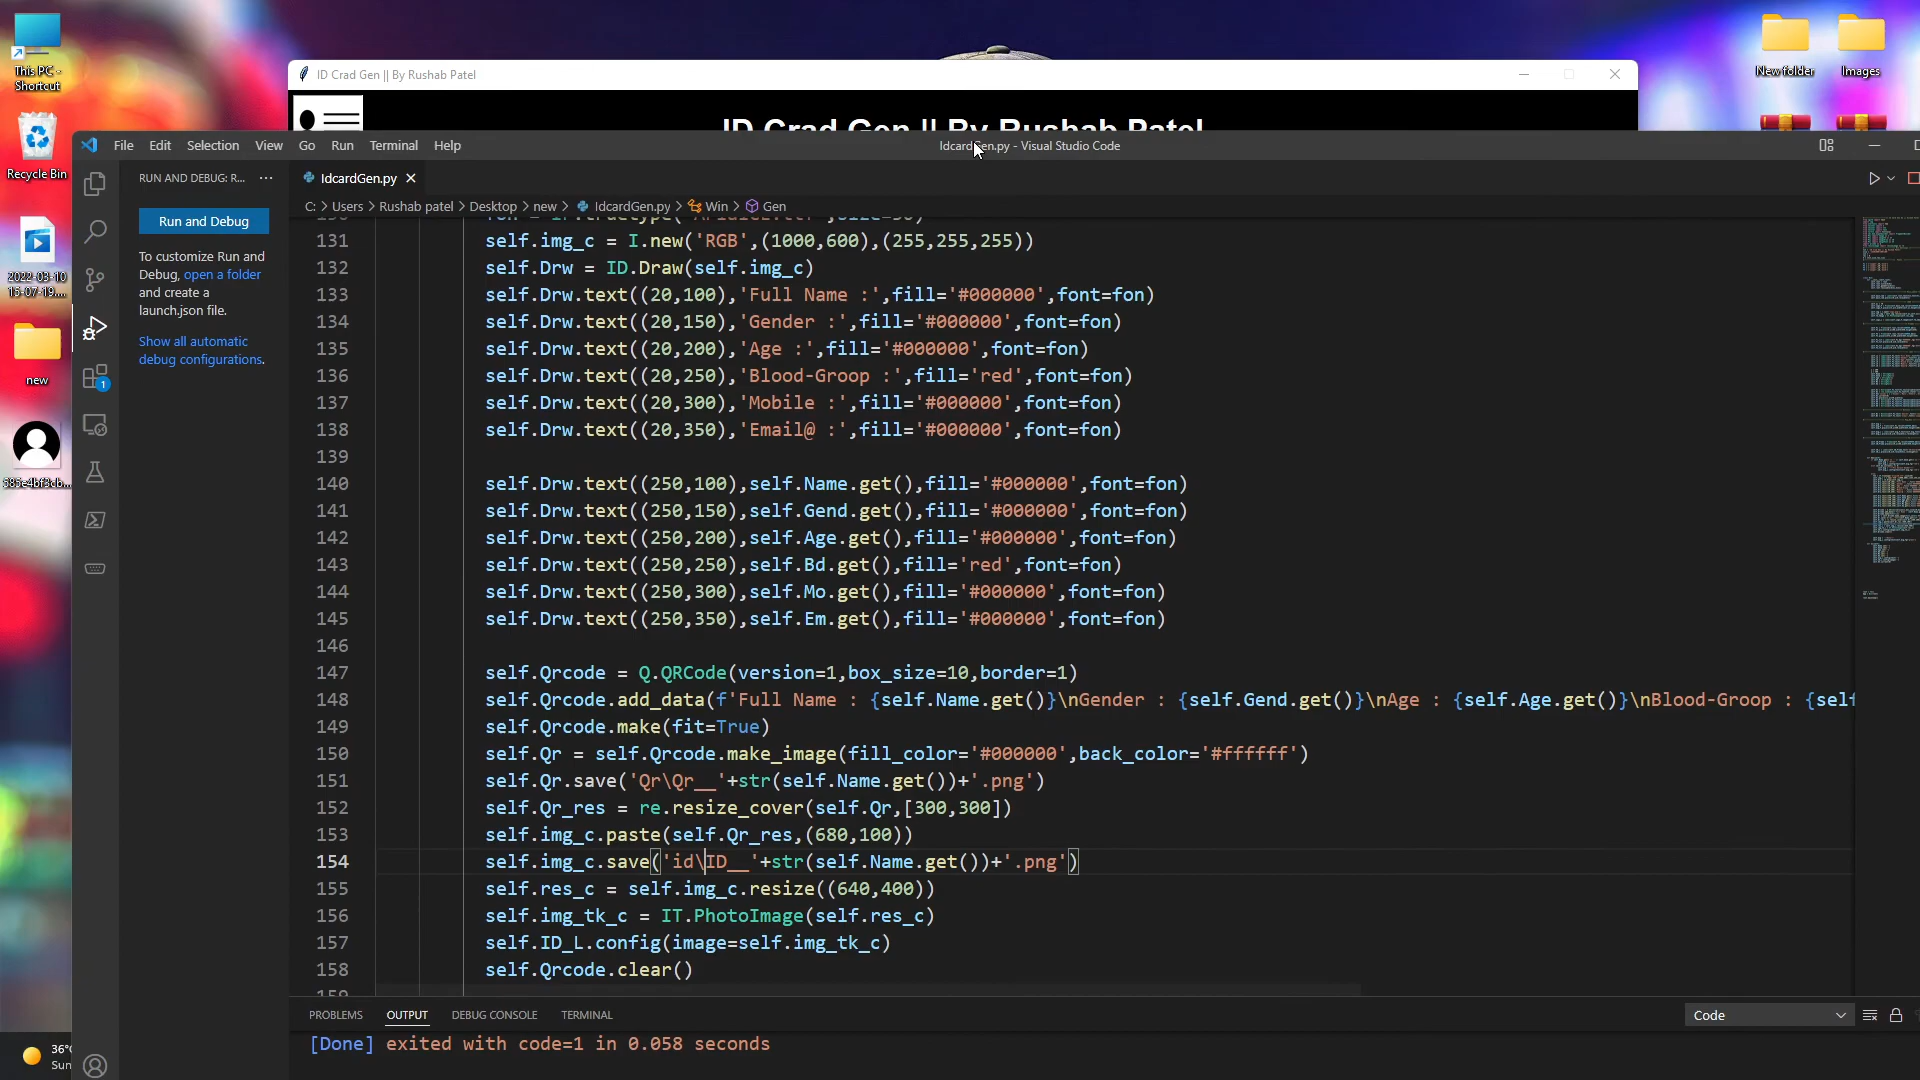 This PC -
Shortcut
Recycle Bin
2022-03-10
15-07-19....
new
585e4bf3cb...
New folder
Images
ID Crad Gen || By Rushab Patel
ID Crad Gen || By Rushab Patel
File Edit Selection View Go Run Terminal Help
IdcardGen.py - Visual Studio Code
RUN AND DEBUG: R... ...
Run and Debug
To customize Run and
Debug, open a folder
and create a
launch.json file.
Show all automatic
debug configurations.
1
IdcardGen.py
C: > Users > Rushab patel > Desktop > new > IdcardGen.py > Win > Gen
131 self.img_c = I.new('RGB',(1000,600),(255,255,255))
132 self.Drw = ID.Draw(self.img_c)
133 self.Drw.text((20,100),'Full Name :',fill='#000000',font=fon)
134 self.Drw.text((20,150),'Gender :',fill='#000000',font=fon)
135 self.Drw.text((20,200),'Age :',fill='#000000',font=fon)
136 self.Drw.text((20,250),'Blood-Groop :',fill='red',font=fon)
137 self.Drw.text((20,300),'Mobile :',fill='#000000',font=fon)
138 self.Drw.text((20,350),'Email@ :',fill='#000000',font=fon)
139
140 self.Drw.text((250,100),self.Name.get(),fill='#000000',font=fon)
141 self.Drw.text((250,150),self.Gend.get(),fill='#000000',font=fon)
142 self.Drw.text((250,200),self.Age.get(),fill='#000000',font=fon)
143 self.Drw.text((250,250),self.Bd.get(),fill='red',font=fon)
144 self.Drw.text((250,300),self.Mo.get(),fill='#000000',font=fon)
145 self.Drw.text((250,350),self.Em.get(),fill='#000000',font=fon)
146
147 self.Qrcode = Q.QRCode(version=1,box_size=10,border=1)
148 self.Qrcode.add_data(f'Full Name : {self.Name.get()}\nGender : {self.Gend.get()}\nAge : {self.Age.get()}\nBlood-Groop : {self
149 self.Qrcode.make(fit=True)
150 self.Qr = self.Qrcode.make_image(fill_color='#000000',back_color='#ffffff')
151 self.Qr.save('Qr\Qr__'+str(self.Name.get())+'.png')
152 self.Qr_res = re.resize_cover(self.Qr,[300,300])
153 self.img_c.paste(self.Qr_res,(680,100))
154 self.img_c.save('id\ID__'+str(self.Name.get())+'.png')
155 self.res_c = self.img_c.resize((640,400))
156 self.img_tk_c = IT.PhotoImage(self.res_c)
157 self.ID_L.config(image=self.img_tk_c)
158 self.Qrcode.clear()
PROBLEMS OUTPUT DEBUG CONSOLE TERMINAL
Code
[Done] exited with code=1 in 0.058 seconds
36°
Sun